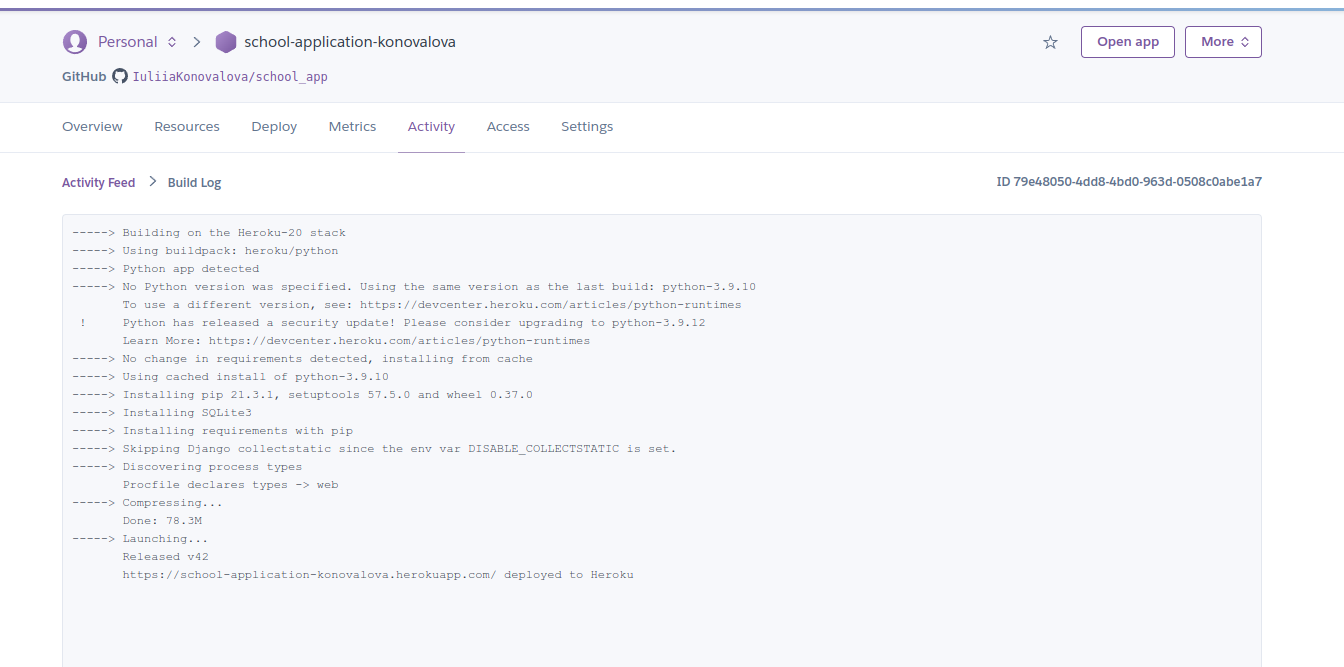 Personal school-application-konovalova Open app More
GitHub IuliiaKonovalova/school_app
Overview Resources Deploy Metrics Activity Access Settings
Activity Feed Build Log ID 79e48050-4dd8-4bd0-963d-0508c0abe1a7
-----> Building on the Heroku-20 stack
-----> Using buildpack: heroku/python
-----> Python app detected
-----> No Python version was specified. Using the same version as the last build: python-3.9.10
To use a different version, see: https://devcenter.heroku.com/articles/python-runtimes
! Python has released a security update! Please consider upgrading to python-3.9.12
Learn More: https://devcenter.heroku.com/articles/python-runtimes
-----> No change in requirements detected, installing from cache
-----> Using cached install of python-3.9.10
-----> Installing pip 21.3.1, setuptools 57.5.0 and wheel 0.37.0
-----> Installing SQLite3
-----> Installing requirements with pip
-----> Skipping Django collectstatic since the env var DISABLE_COLLECTSTATIC is set.
-----> Discovering process types
Procfile declares types -> web
-----> Compressing...
Done: 78.3M
-----> Launching...
Released v42
https://school-application-konovalova.herokuapp.com/ deployed to Heroku